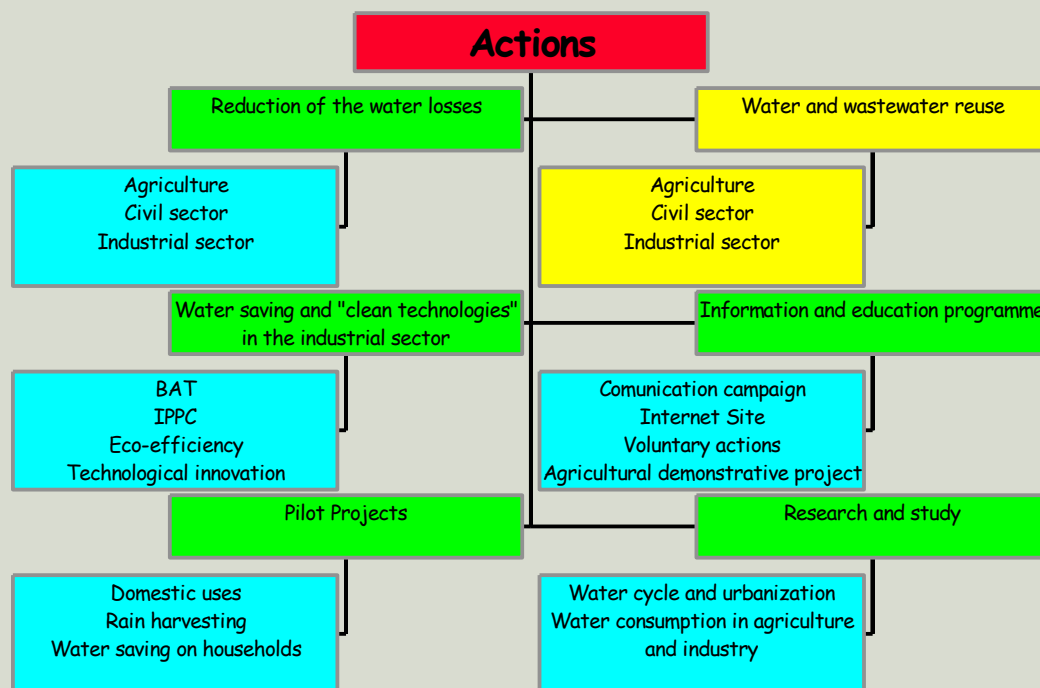 Actions
Reduction of the water losses
Water and wastewater reuse
Agriculture
Civil sector
Industrial sector
Agriculture
Civil sector
Industrial sector
Water saving and "clean technologies"
in the industrial sector
Information and education programme
BAT
IPPC
Eco-efficiency
Technological innovation
Comunication campaign
Internet Site
Voluntary actions
Agricultural demonstrative project
Pilot Projects
Research and study
Domestic uses
Rain harvesting
Water saving on households
Water cycle and urbanization
Water consumption in agriculture
and industry